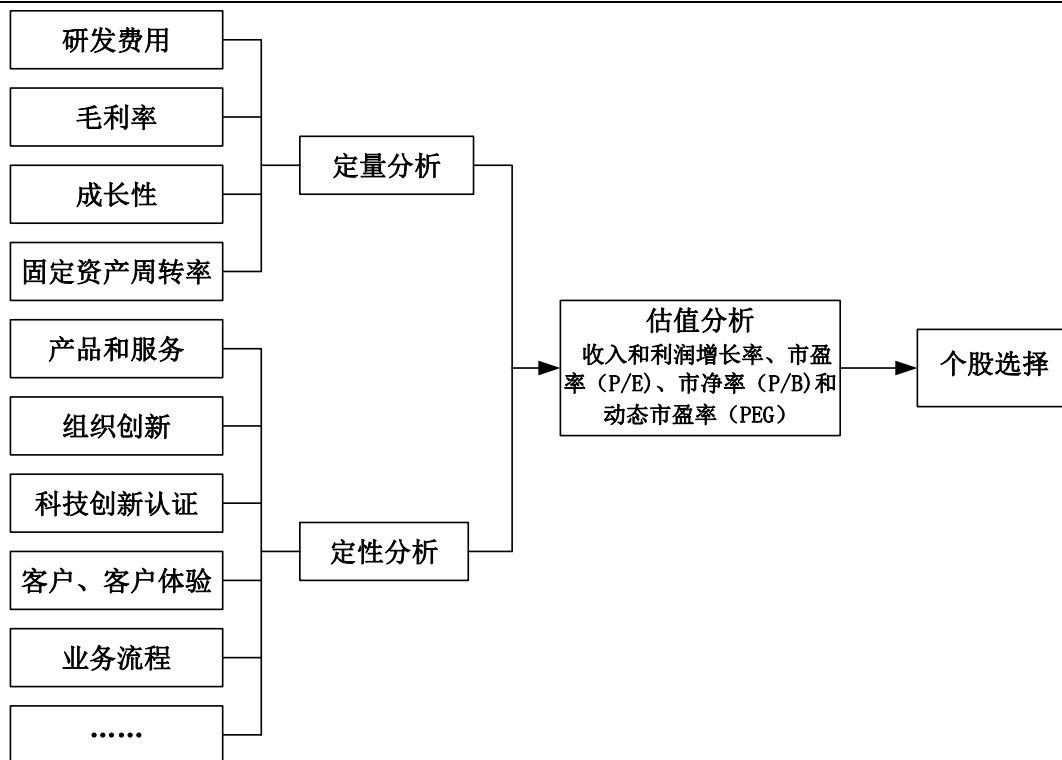 研发费用
毛利率
成长性
固定资产周转率
产品和服务
组织创新
科技创新认证
客户、客户体验
业务流程
……
定量分析
定性分析
估值分析
收入和利润增长率、市盈
率（P/E)、市净率（P/B)和
动态市盈率（PEG）
个股选择